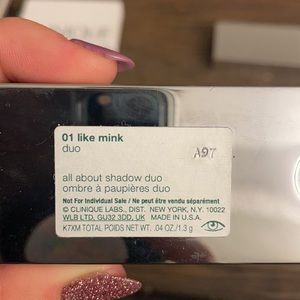 01 like mink
duo
A97
all about shadow duo
ombre à paupières duo
Not For Individual Sale / Ne peut être vendu séparément
© CLINIQUE LABS., DIST. NEW YORK, N.Y. 10022
WLB LTD. GU32 3DD, UK MADE IN U.S.A.
K7XM TOTAL POIDS NET WT. .04 OZ./1.3 g